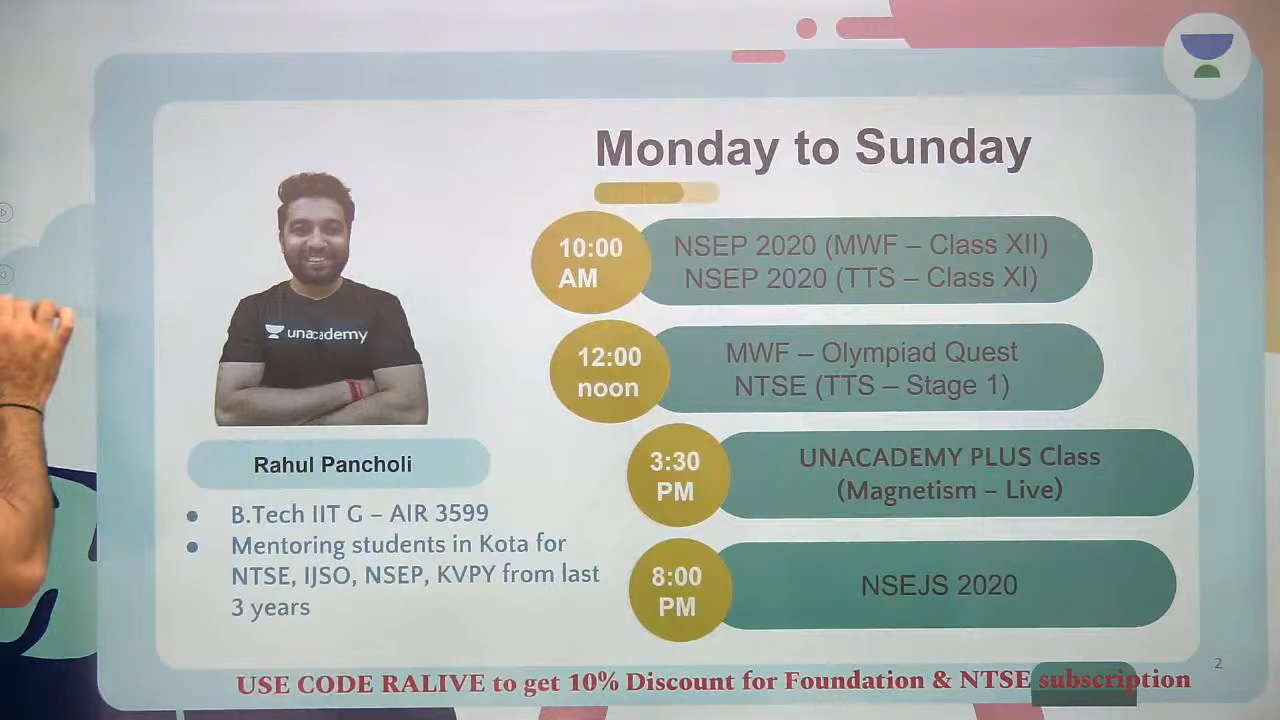 Monday to Sunday
10:00
AM
NSEP 2020 (MWF – Class XII)
NSEP 2020 (TTS – Class XI)
12:00
noon
MWF – Olympiad Quest
NTSE (TTS – Stage 1)
3:30
PM
UNACADEMY PLUS Class
(Magnetism – Live)
8:00
PM
NSEJS 2020
unacademy
Rahul Pancholi
B.Tech IIT G – AIR 3599
Mentoring students in Kota for
NTSE, IJSO, NSEP, KVPY from last
3 years
2
USE CODE RALIVE to get 10% Discount for Foundation & NTSE subscription